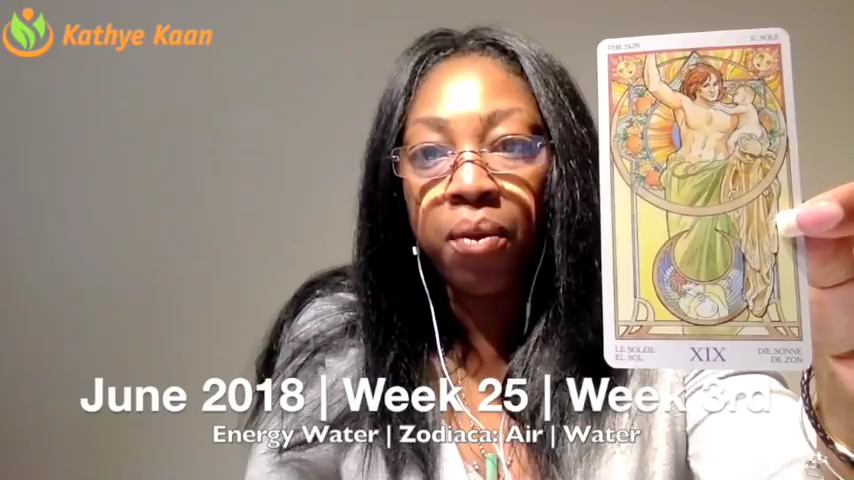 Kathye Kaan
THE SUN
IL SOLE
LE SOLEIL
EL SOL
XIX
DIE SONNE
DE ZON
June 2018 | Week 25 | Week 3rd
Energy Water | Zodiaca: Air | Water